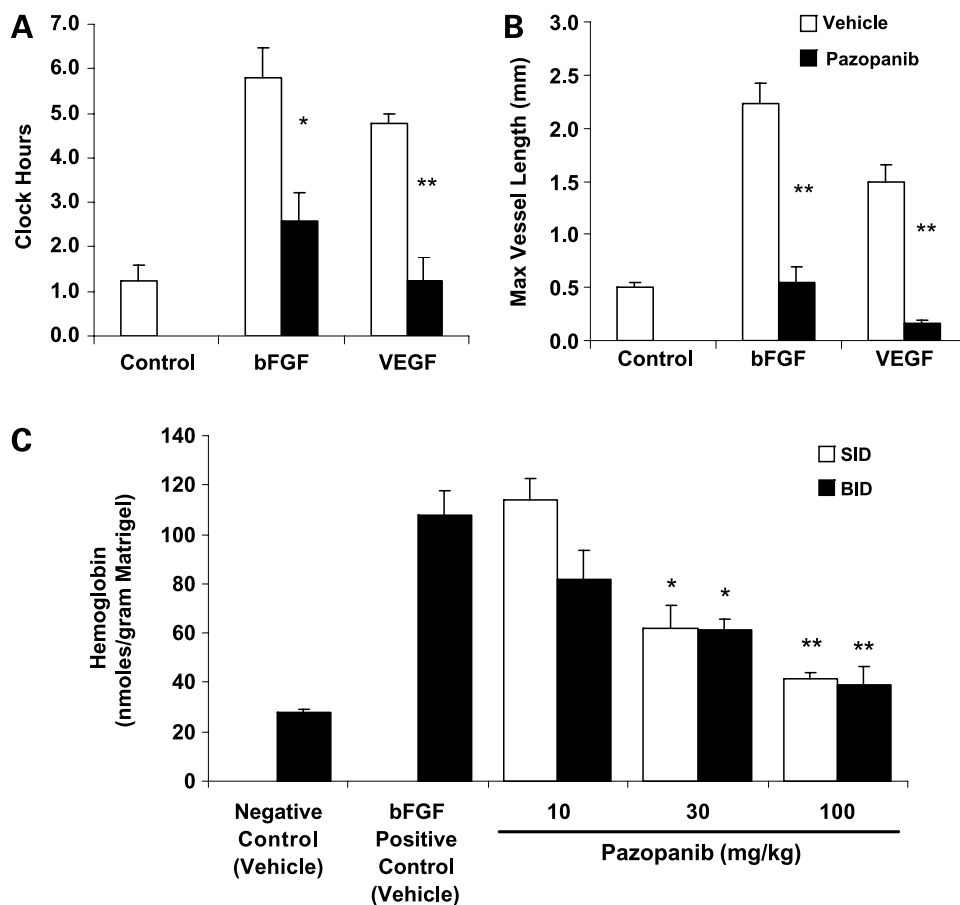 A
Clock Hours
7.0
6.0
5.0
4.0
3.0
2.0
1.0
0.0
*
**
Control
bFGF
VEGF
B
Max Vessel Length (mm)
3.0
2.5
2.0
1.5
1.0
0.5
0.0
Vehicle
Pazopanib
**
**
Control
bFGF
VEGF
C
Hemoglobin
(nmoles/gram Matrigel)
140
120
100
80
60
40
20
0
SID
BID
*
*
**
**
Negative
Control
(Vehicle)
bFGF
Positive
Control
(Vehicle)
10
30
100
Pazopanib (mg/kg)